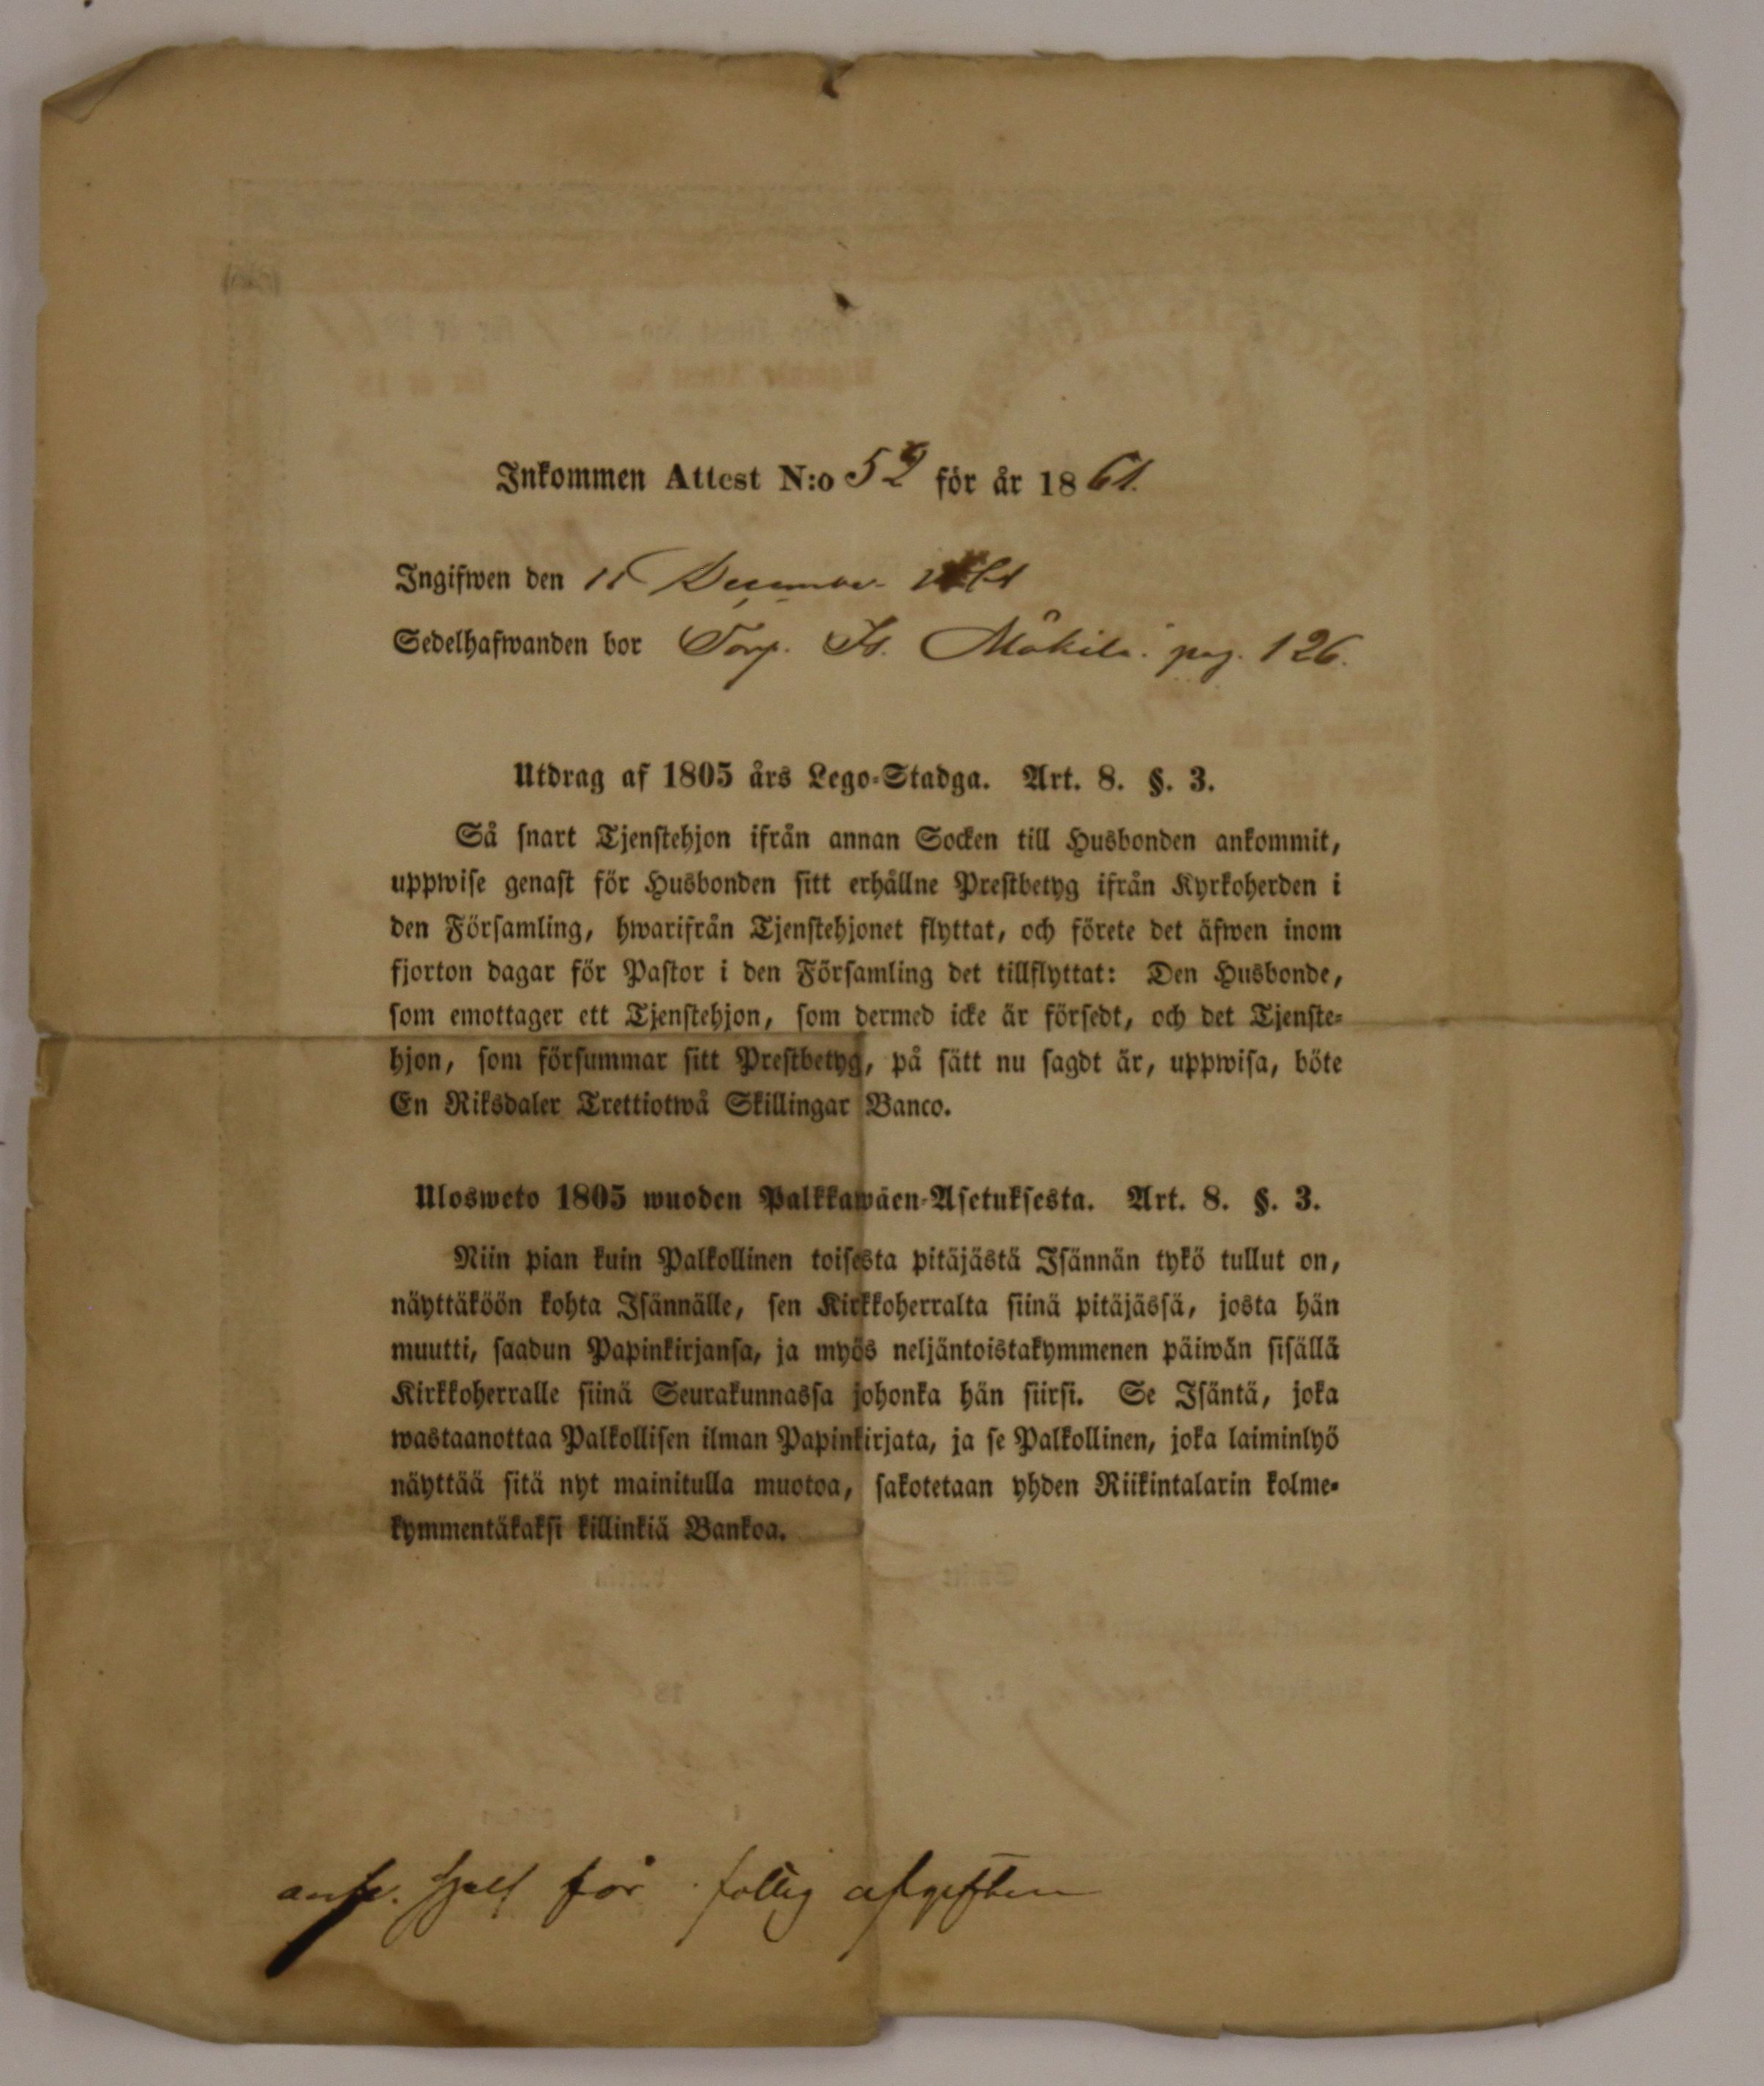 Inkommen Attest N:o 52 för år 1861.
Ingifwen den 11 December 1861
Sedelhafwanden bor Torp. Is. Mäkilä pag. 126.
Utdrag af 1805 års Lego-Stadga. Art. 8. §. 3.
Så snart Tjenstehjon ifrån annan Socken till Husbonden ankommit,
uppwise genast för Husbonden sitt erhållne Prestbetyg ifrån Kyrkoherden i
den Församling, hwarifrån Tjenstehjonet flyttat, och förete det äfwen inom
fjorton dagar för Pastor i den Församling det tillflyttat: Den Husbonde,
som emottager ett Tjenstehjon, som dermed icke är försedt, och det Tjenste-
hjon, som försummar sitt Prestbetyg, på sätt nu sagdt är, uppwisa, böte
En Riksdaler Trettiotwå Skillingar Banco.
Ulosweto 1805 wuoden Palkkawäen-Asetuksesta. Art. 8. §. 3.
Niin pian kuin Palkollinen toisesta pitäjästä Isännän tykö tullut on,
näyttäköön kohta Isännälle, sen Kirkkoherralta siinä pitäjässä, josta hän
muutti, saadun Papinkirjansa, ja myös neljäntoistakymmenen päiwän sisällä
Kirkkoherralle siinä Seurakunnassa johonka hän siirsi. Se Isäntä, joka
wastaanottaa Palkollisen ilman Papinkirjata, ja se Palkollinen, joka laiminlyö
näyttää sitä nyt mainitulla muotoa, sakotetaan yhden Riikintalarin kolme-
kymmentäkaksi killinkiä Bankoa.
för fattig afgiften